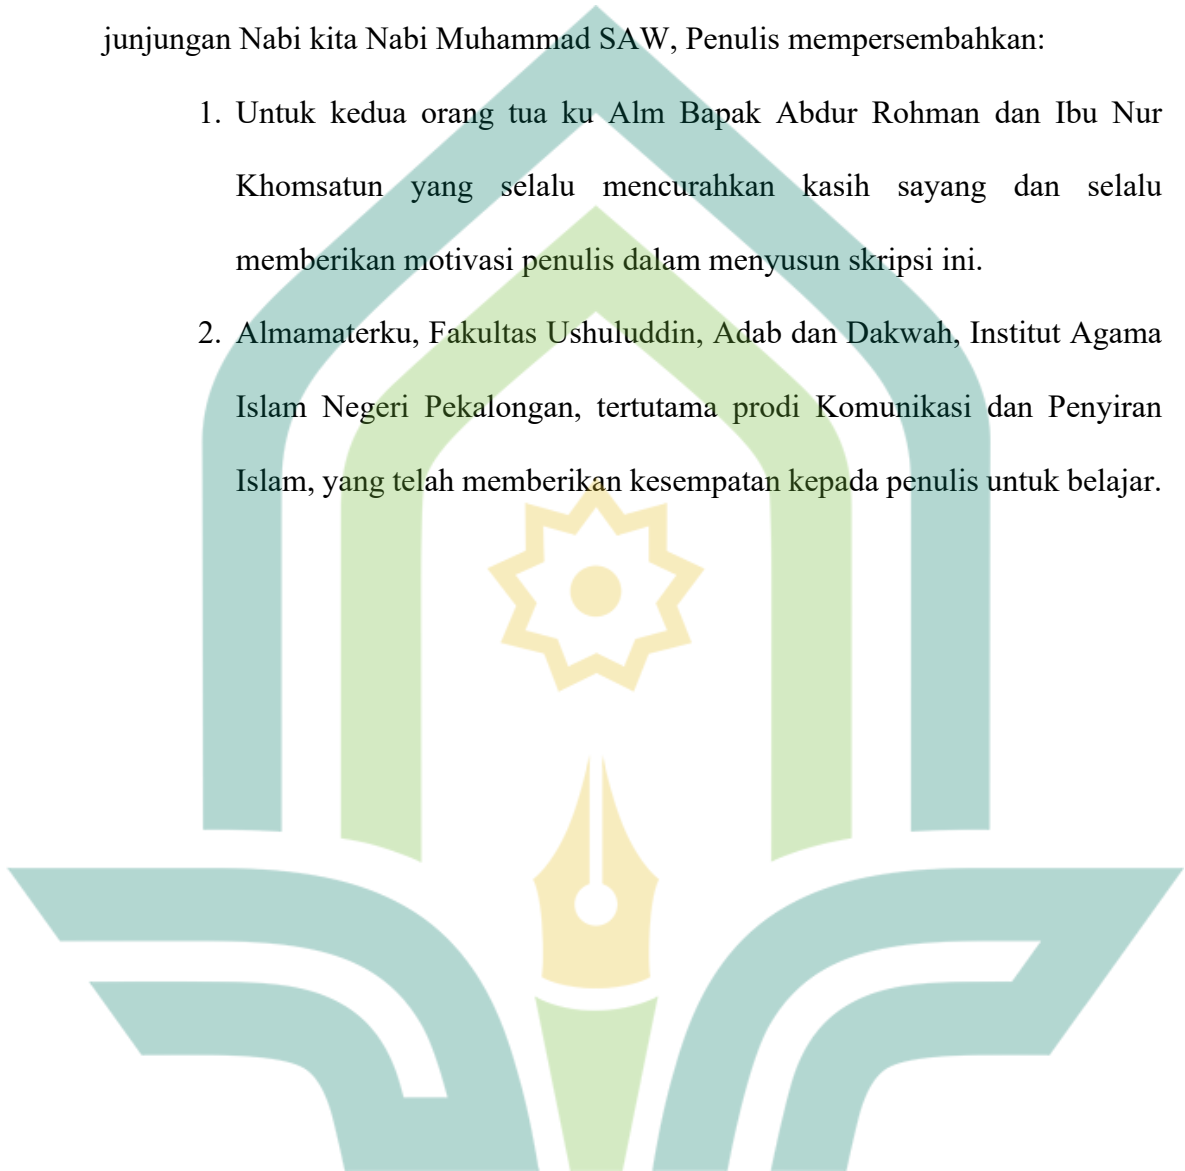 junjungan Nabi kita Nabi Muhammad SAW, Penulis mempersembahkan:
1. Untuk kedua orang tua ku Alm Bapak Abdur Rohman dan Ibu Nur
Khomsatun yang selalu mencurahkan kasih sayang dan selalu
memberikan motivasi penulis dalam menyusun skripsi ini.
2. Almamaterku, Fakultas Ushuluddin, Adab dan Dakwah, Institut Agama
Islam Negeri Pekalongan, tertutama prodi Komunikasi dan Penyiran
Islam, yang telah memberikan kesempatan kepada penulis untuk belajar.